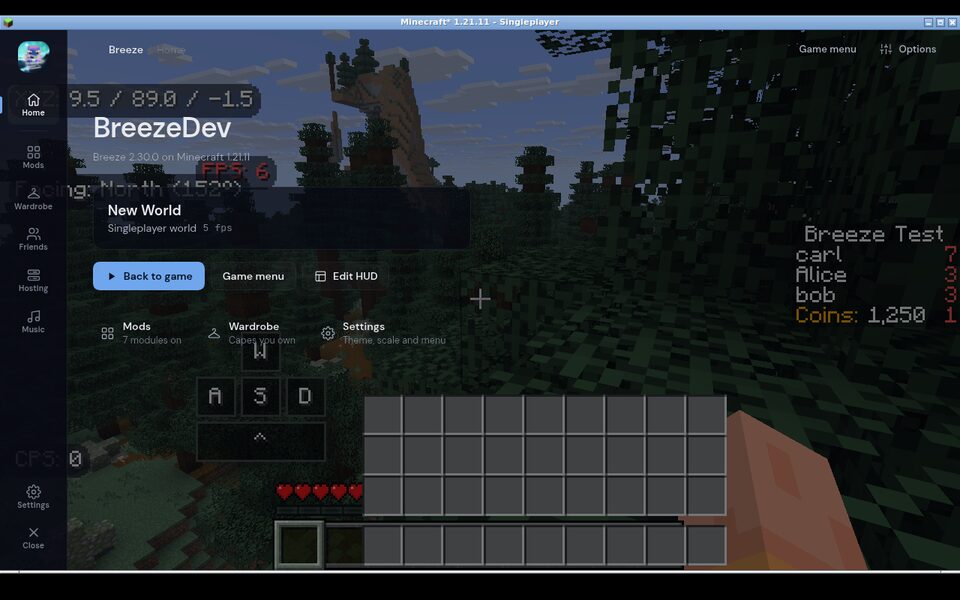 Minecraft* 1.21.11 - Singleplayer
Breeze
Home
Game menu
Options
9.5 / 89.0 / -1.5
Home
BreezeDev
Breeze 2.30.0 on Minecraft 1.21.11
FPS: 6
Mods
Facing: North (152°)
Wardrobe
New World
Singleplayer world 5 fps
Friends
Breeze Test
carl 7
Alice 3
bob 3
Coins: 1,250 1
Back to game
Game menu
Edit HUD
Hosting
Music
Mods
7 modules on
Wardrobe
Capes you own
Settings
Theme, scale and menu
W
A S D
^
CPS: 0
Settings
Close